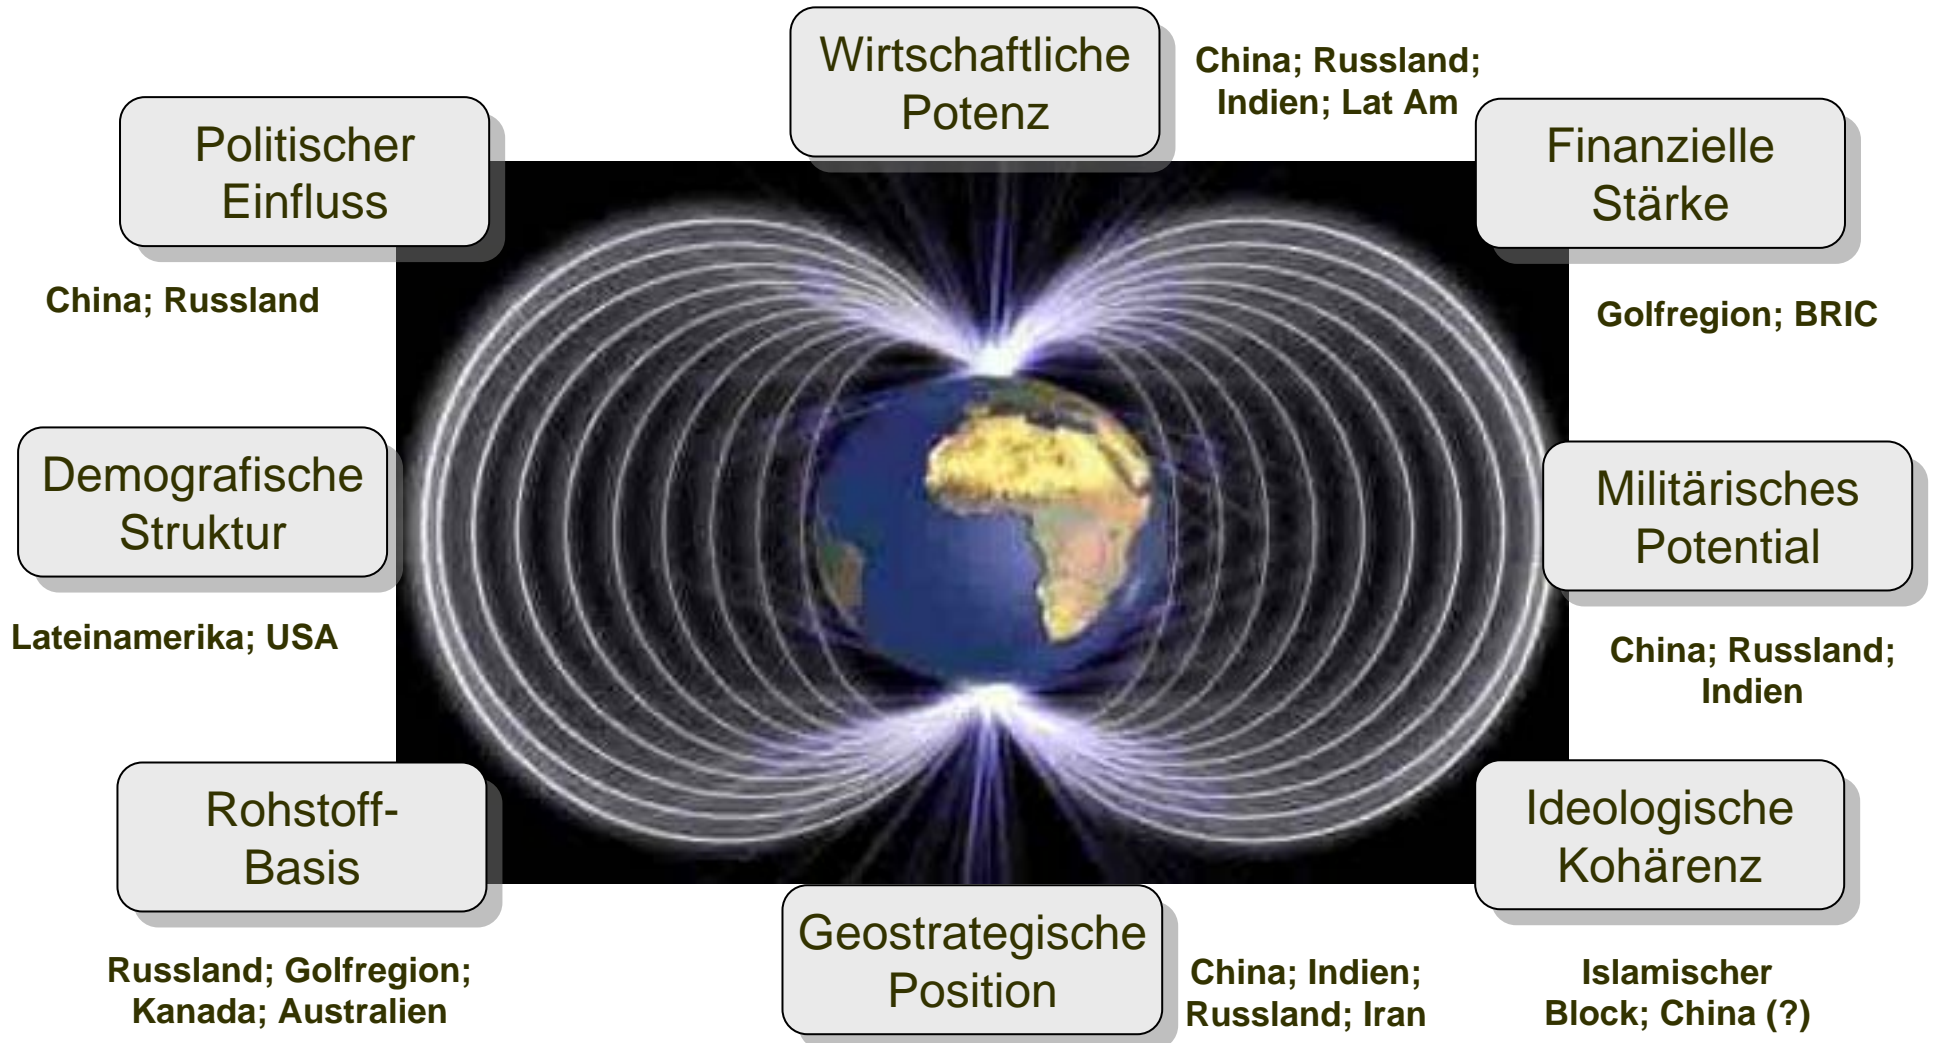 Wirtschaftliche
Potenz
China; Russland;
Indien; Lat Am
Politischer
Einfluss
China; Russland
Finanzielle
Stärke
Golfregion; BRIC
Demografische
Struktur
Lateinamerika; USA
Militärisches
Potential
China; Russland;
Indien
Rohstoff-
Basis
Russland; Golfregion;
Kanada; Australien
Geostrategische
Position
China; Indien;
Russland; Iran
Ideologische
Kohärenz
Islamischer
Block; China (?)